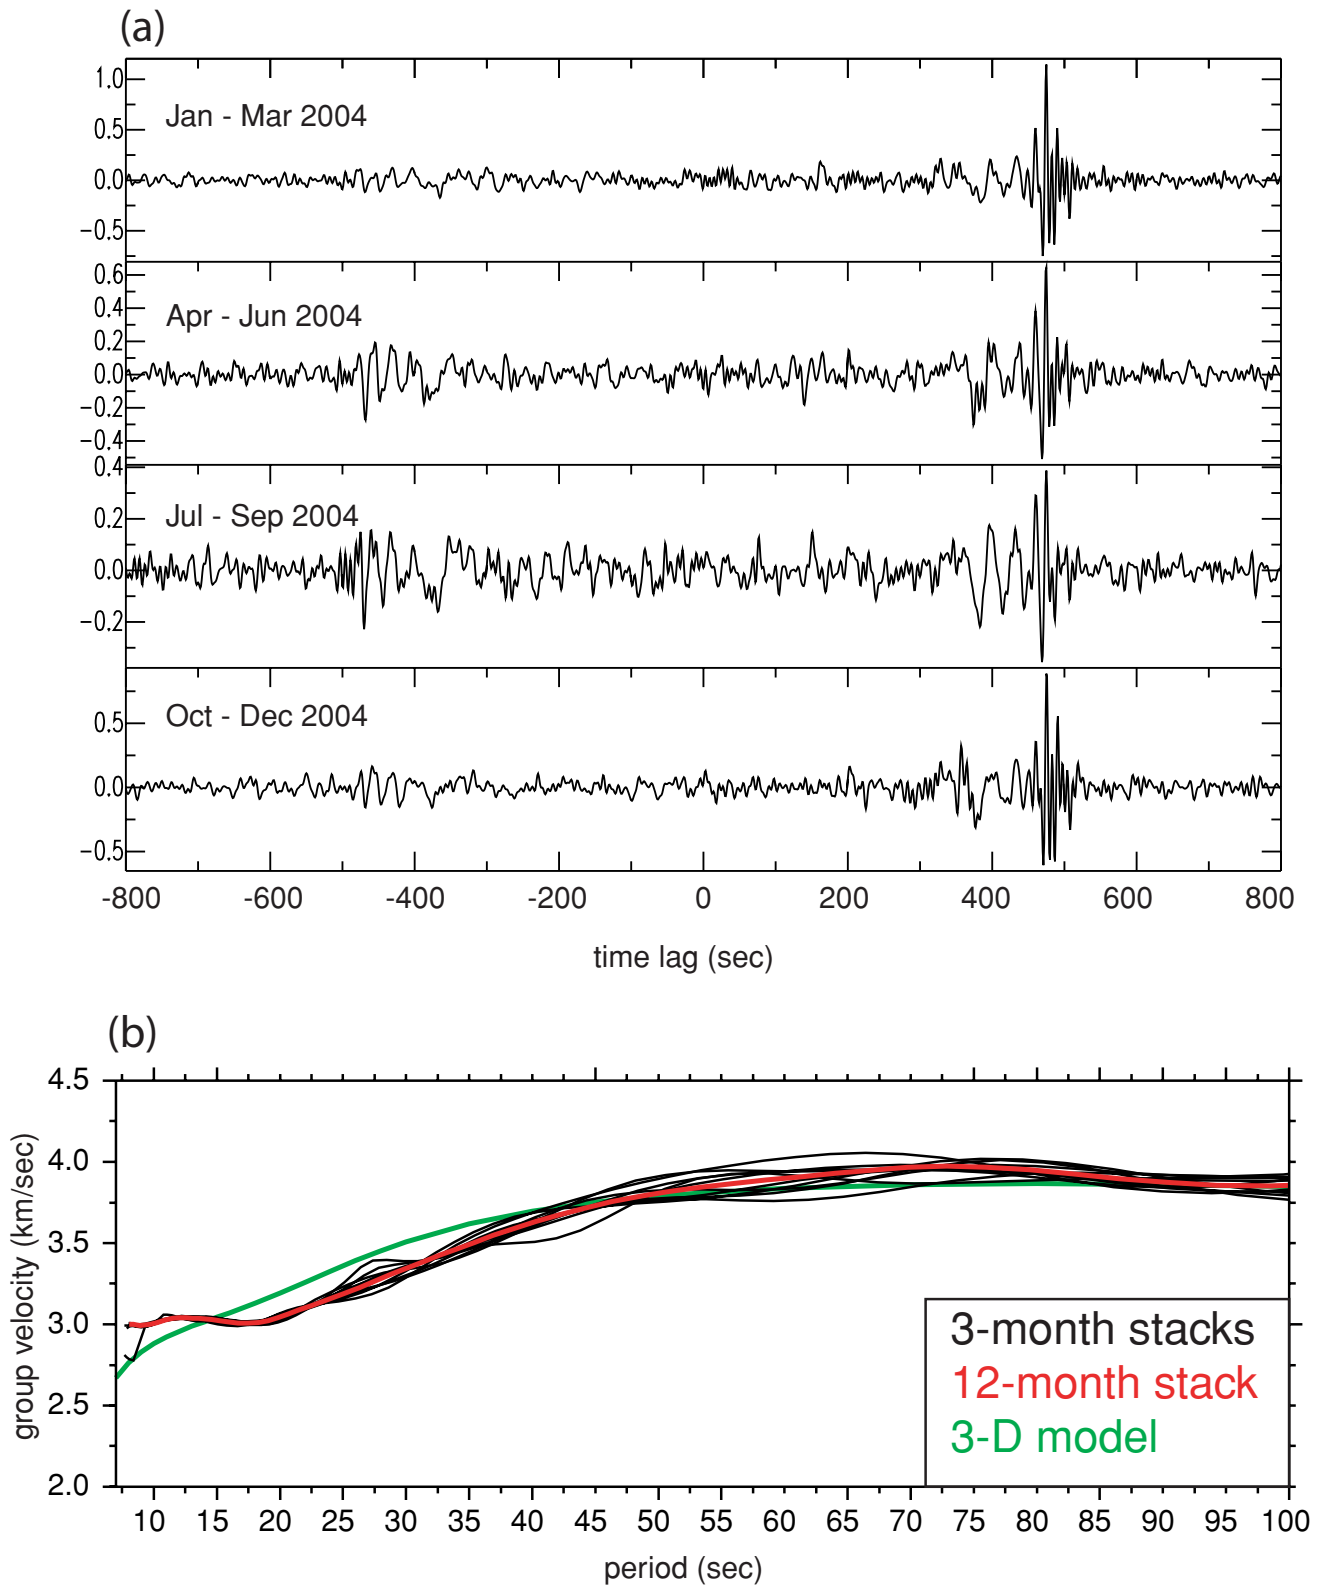 (a)
1.0
0.5
0.0
−0.5
Jan - Mar 2004
0.6
0.4
0.2
0.0
−0.2
−0.4
Apr - Jun 2004
0.4
0.2
0.0
−0.2
Jul - Sep 2004
0.5
0.0
−0.5
Oct - Dec 2004
-800 -600 -400 -200 0 200 400 600 800
time lag (sec)
(b)
4.5
4.0
3.5
3.0
2.5
2.0
group velocity (km/sec)
3-month stacks
12-month stack
3-D model
10 15 20 25 30 35 40 45 50 55 60 65 70 75 80 85 90 95 100
period (sec)